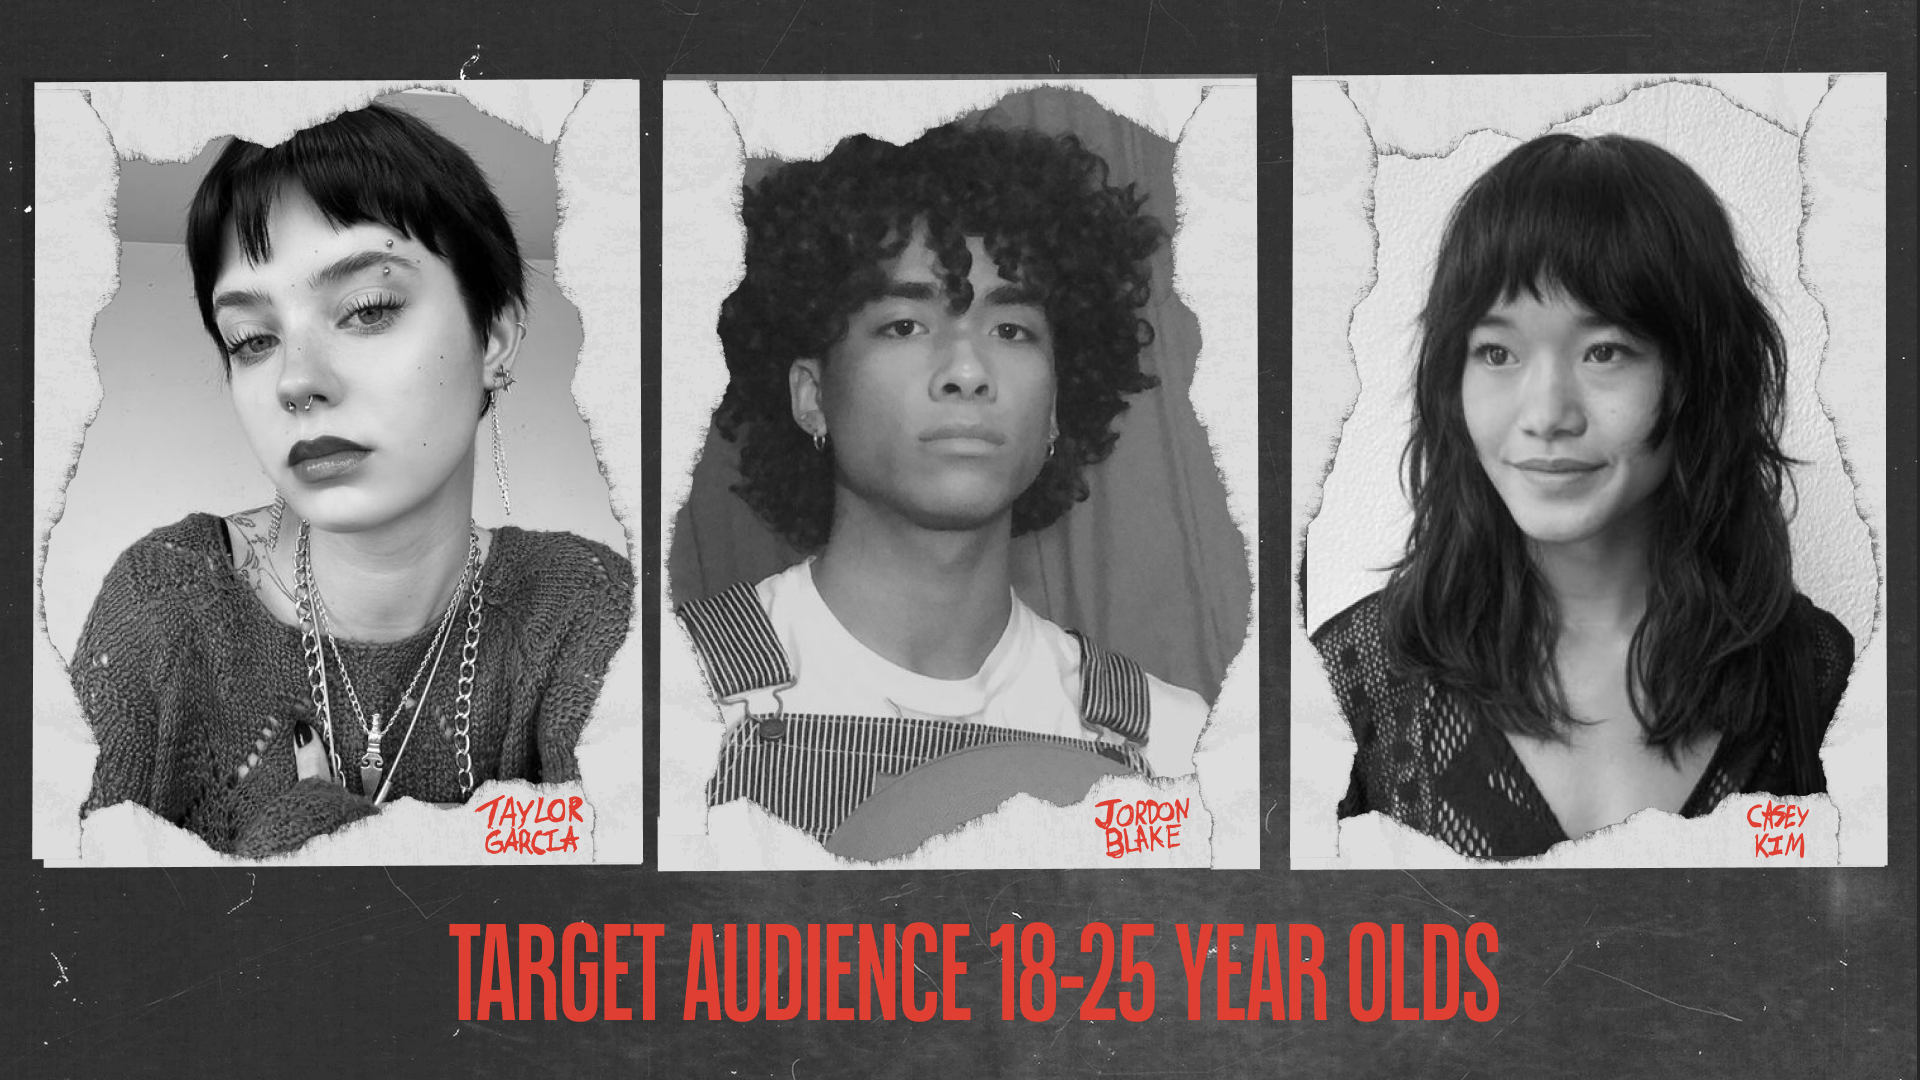 TAYLOR
GARCIA
JORDON
BLAKE
CASEY
KIM
TARGET AUDIENCE 18-25 YEAR OLDS